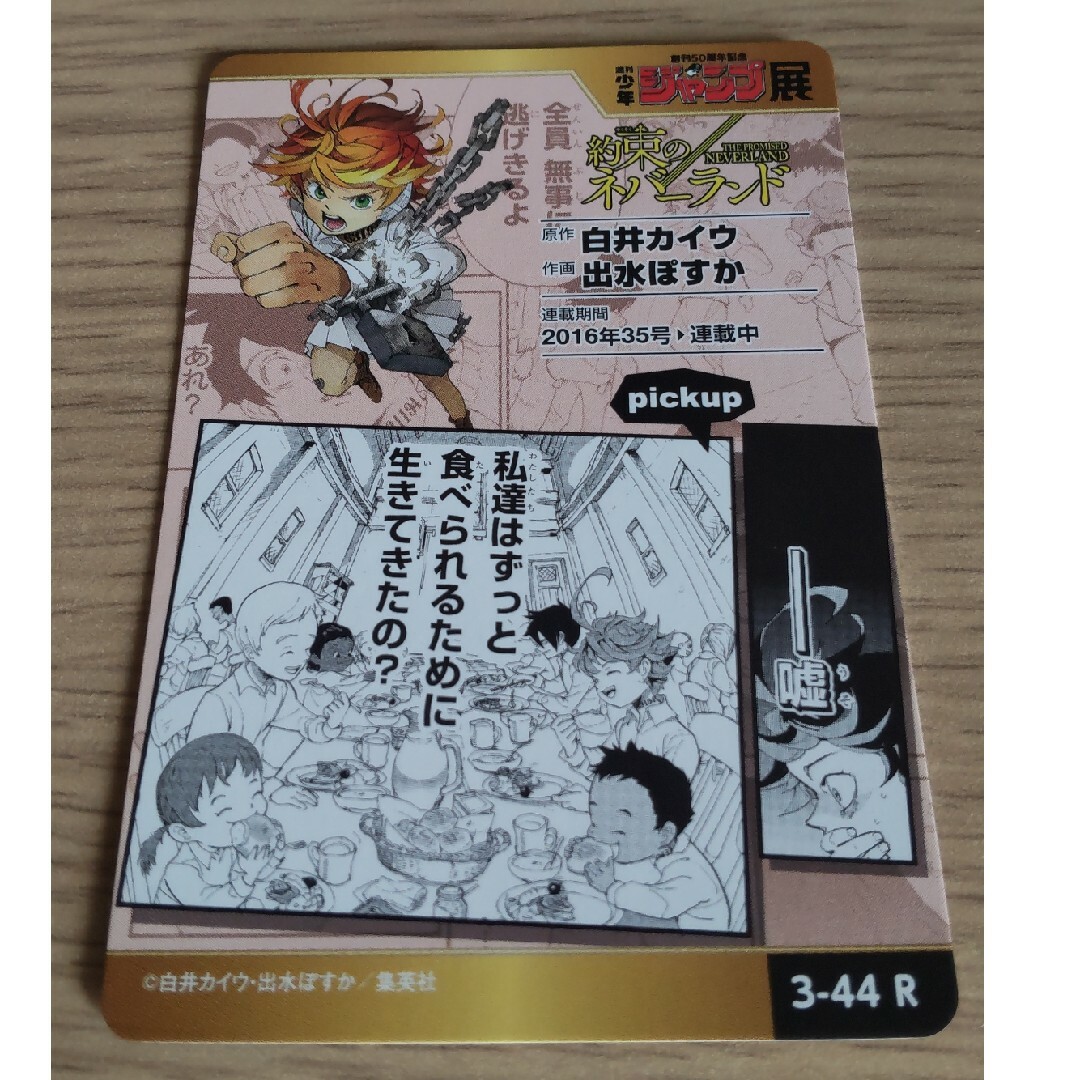 創刊50周年記念
週刊
少年
ジャンプ展
全員 無事に
逃げきるよ
約束の
ネバーランド
THE PROMISED
NEVERLAND
原作 白井カイウ
作画 出水ぽすか
連載期間
2016年35号▶連載中
あれ?
pickup
私達はずっと
食べられるために
生きてきたの?
嘘
©白井カイウ・出水ぽすか/集英社
3-44 R